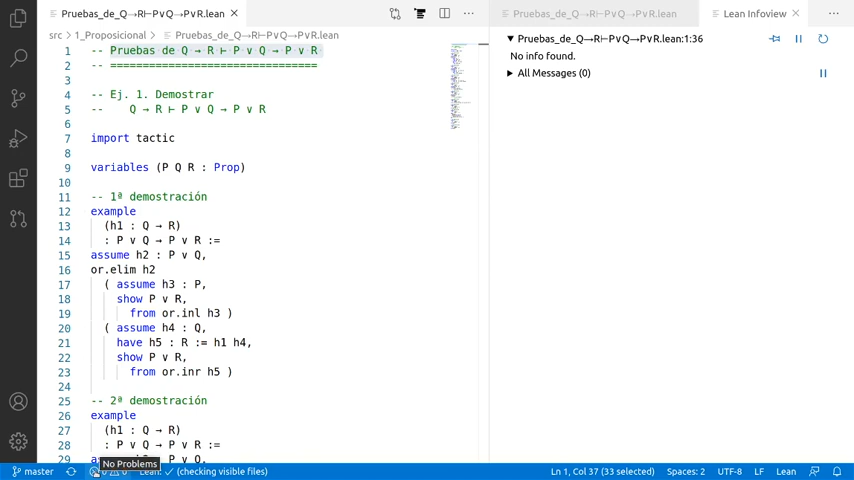 Pruebas_de_Q→R⊢P∨Q→P∨R.lean
Pruebas_de_Q→R⊢P∨Q→P∨R.lean
Lean Infoview
src > 1_Proposicional > Pruebas_de_Q→R⊢P∨Q→P∨R.lean
1 -- Pruebas de Q → R ⊢ P ∨ Q → P ∨ R
2 -- ================================
3
4 -- Ej. 1. Demostrar
5 --    Q → R ⊢ P ∨ Q → P ∨ R
6
7 import tactic
8
9 variables (P Q R : Prop)
10
11 -- 1ª demostración
12 example
13   (h1 : Q → R)
14   : P ∨ Q → P ∨ R :=
15 assume h2 : P ∨ Q,
16 or.elim h2
17   ( assume h3 : P,
18     show P ∨ R,
19       from or.inl h3 )
20   ( assume h4 : Q,
21     have h5 : R := h1 h4,
22     show P ∨ R,
23       from or.inr h5 )
24
25 -- 2ª demostración
26 example
27   (h1 : Q → R)
28   : P ∨ Q → P ∨ R :=
29
Pruebas_de_Q→R⊢P∨Q→P∨R.lean:1:36
No info found.
All Messages (0)
No Problems
master
Lean: ✓ (checking visible files)
Ln 1, Col 37 (33 selected)
Spaces: 2
UTF-8
LF
Lean